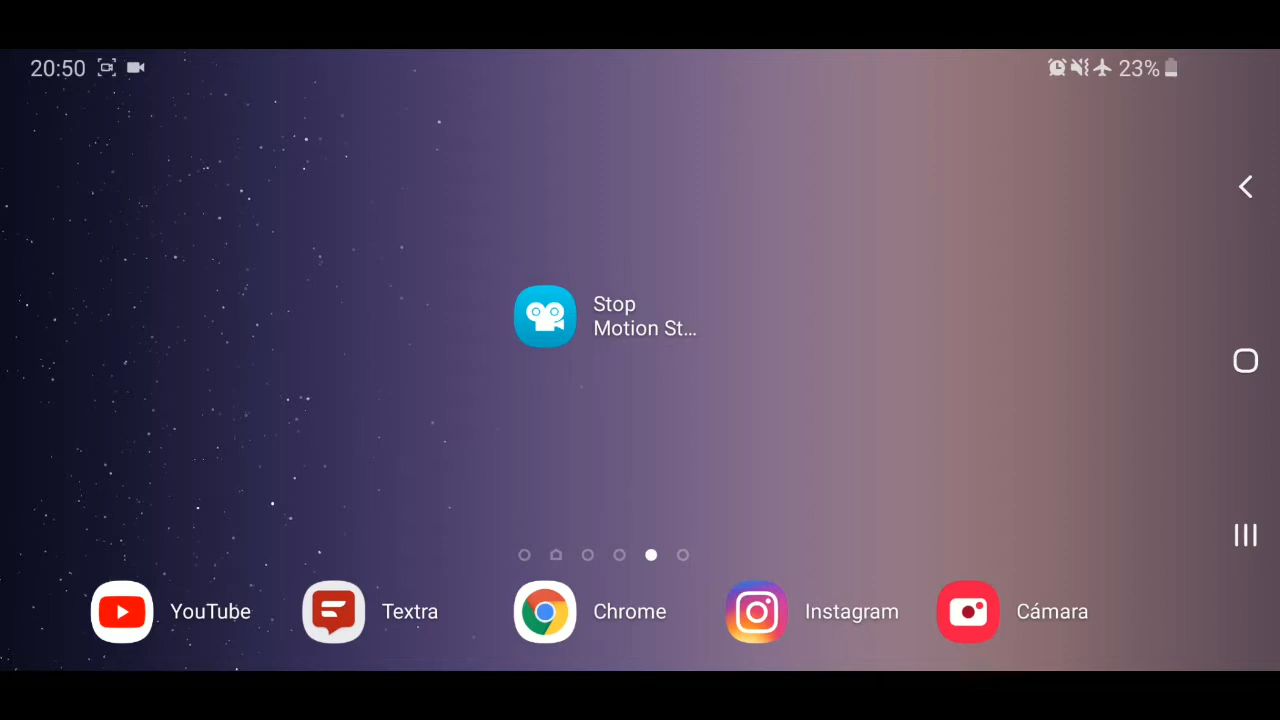 20:50
23%
Stop
Motion St...
YouTube
Textra
Chrome
Instagram
Cámara